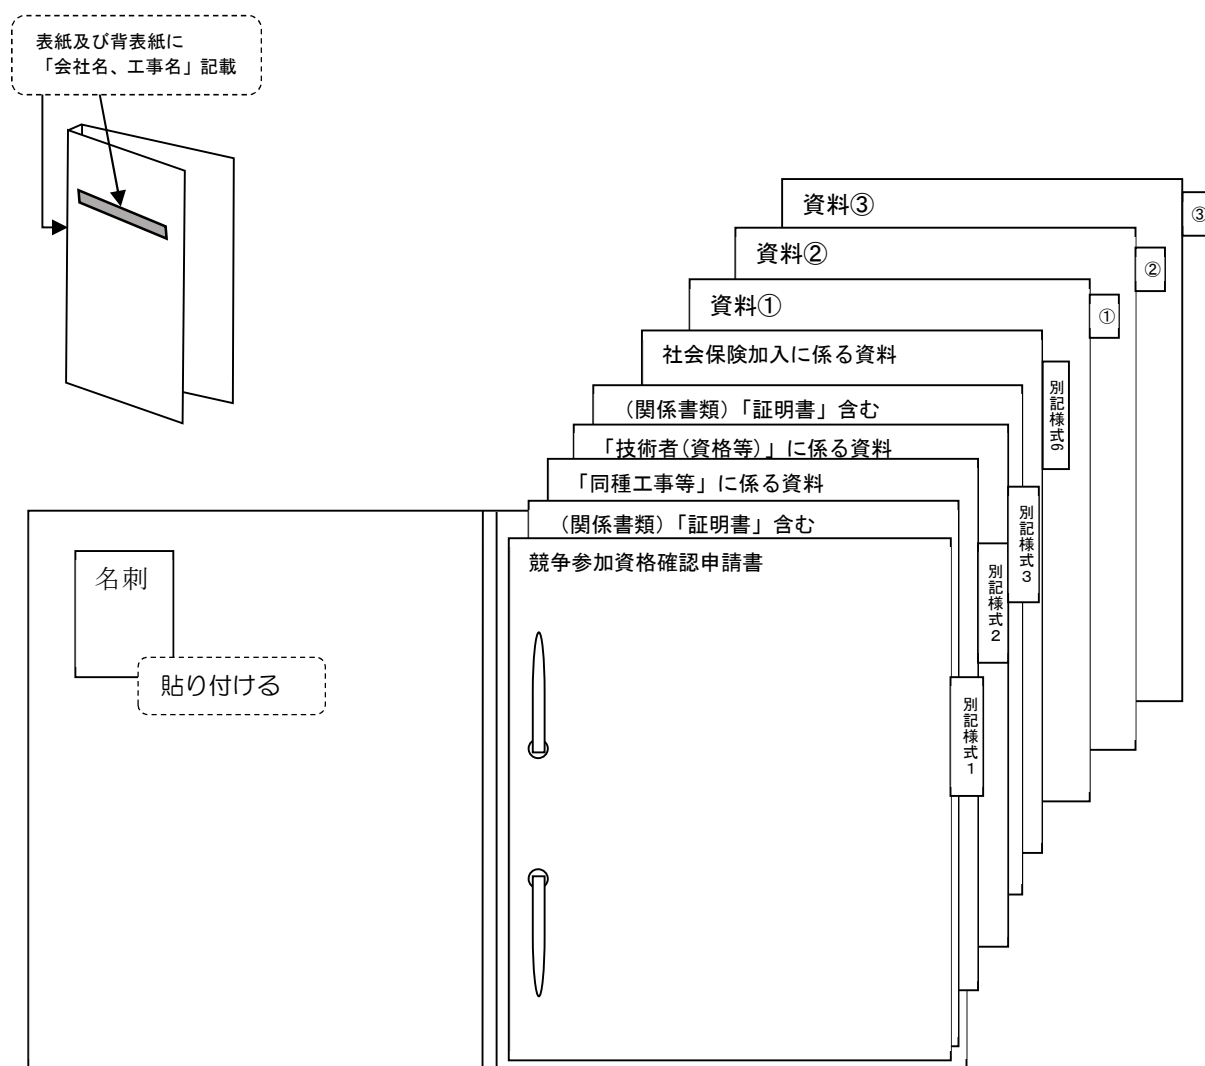 表紙及び背表紙に
「会社名、工事名」記載
資料③
③
資料②
②
資料①
①
社会保険加入に係る資料
別記様式6
（関係書類）「証明書」含む
「技術者（資格等）」に係る資料
別記様式3
「同種工事等」に係る資料
別記様式2
（関係書類）「証明書」含む
競争参加資格確認申請書
別記様式1
名刺
貼り付ける